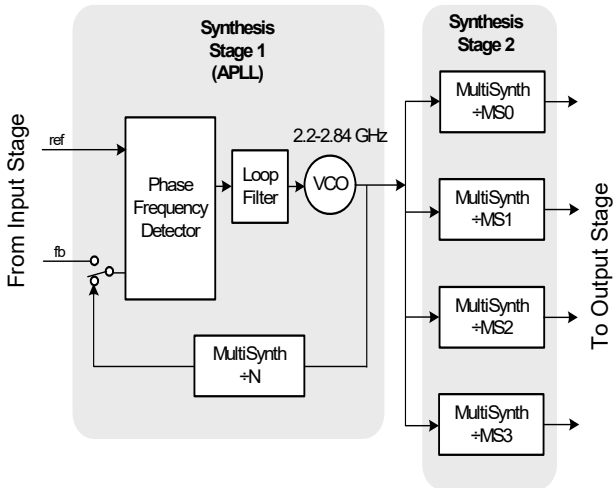 Synthesis
Stage 1
(APLL)
Synthesis
Stage 2
From Input Stage
ref
fb
Phase
Frequency
Detector
Loop
Filter
2.2-2.84 GHz
VCO
MultiSynth
÷N
MultiSynth
÷MS0
MultiSynth
÷MS1
MultiSynth
÷MS2
MultiSynth
÷MS3
To Output Stage